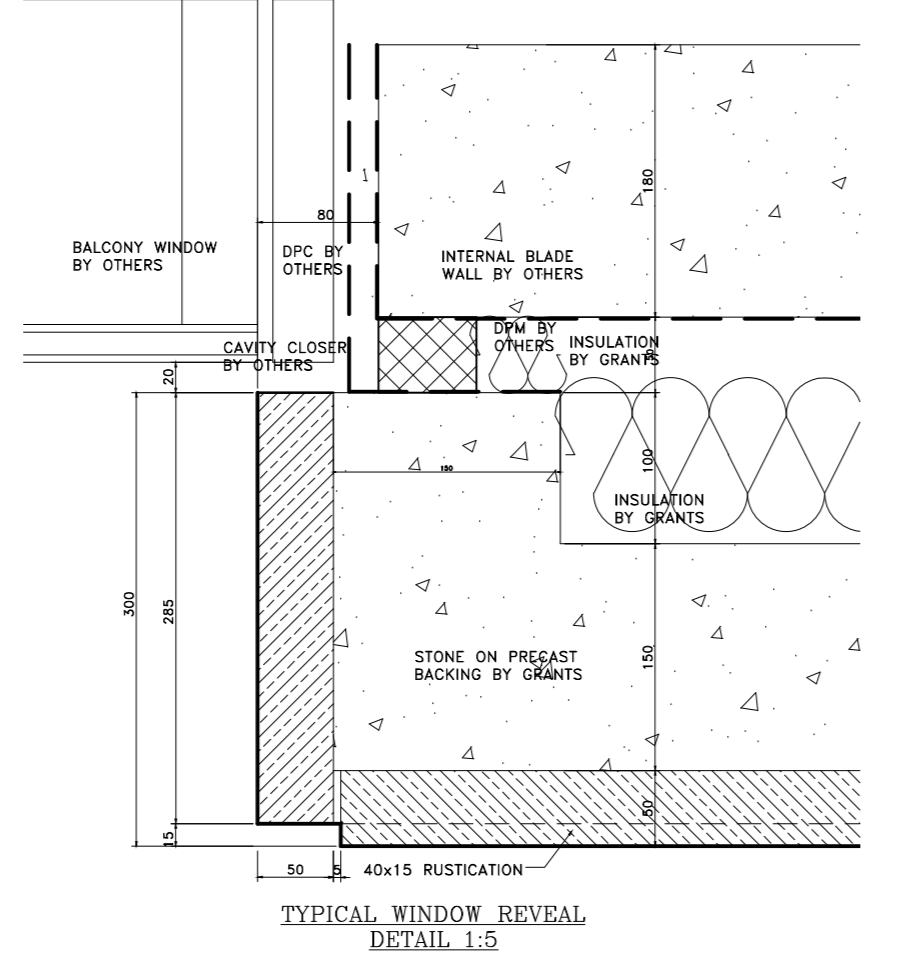 180
80
BALCONY WINDOW
BY OTHERS
DPC BY
OTHERS
INTERNAL BLADE
WALL BY OTHERS
DPM BY
OTHERS
INSULATION
BY GRANTS
CAVITY CLOSER
BY OTHERS
20
100
150
INSULATION
BY GRANTS
300
285
STONE ON PRECAST
BACKING BY GRANTS
150
50
15
50
5
40x15 RUSTICATION
TYPICAL WINDOW REVEAL
DETAIL 1:5